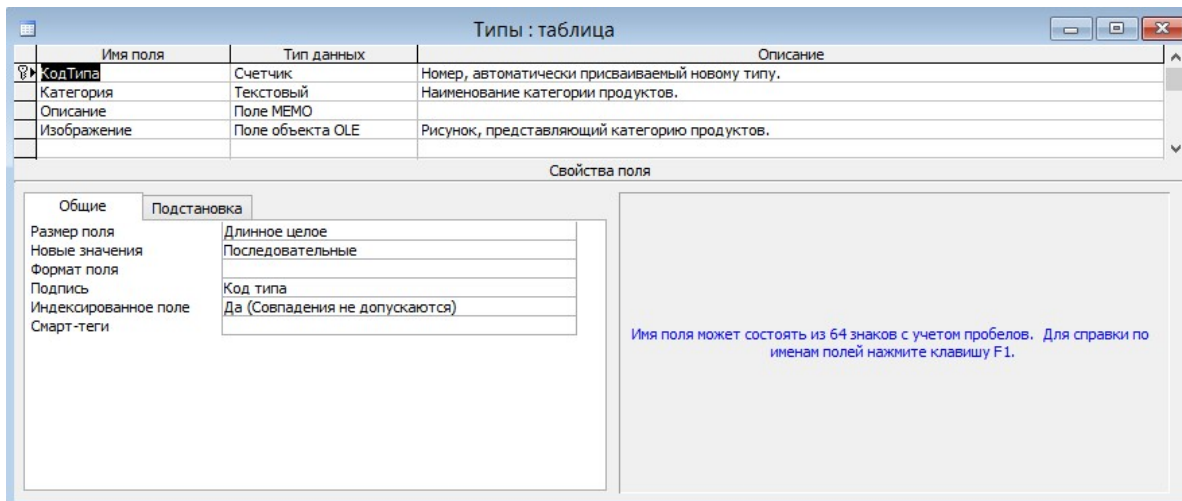 Типы : таблица
Имя поля Тип данных Описание
КодТипа Счетчик Номер, автоматически присваиваемый новому типу.
Категория Текстовый Наименование категории продуктов.
Описание Поле МЕМО
Изображение Поле объекта OLE Рисунок, представляющий категорию продуктов.
Свойства поля
Общие Подстановка
Размер поля Длинное целое
Новые значения Последовательные
Формат поля
Подпись Код типа
Индексированное поле Да (Совпадения не допускаются)
Смарт-теги
Имя поля может состоять из 64 знаков с учетом пробелов. Для справки по
именам полей нажмите клавишу F1.